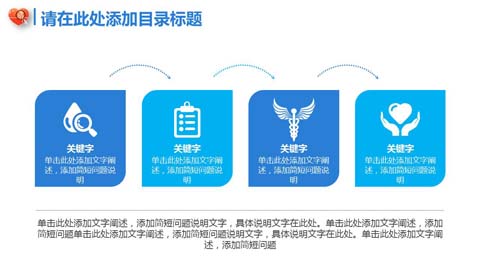 请在此处添加目录标题
关键字
单击此处添加文字阐
述，添加简短问题说
明
关键字
单击此处添加文字阐
述，添加简短问题说
明
关键字
单击此处添加文字阐
述，添加简短问题说
明
关键字
单击此处添加文字阐
述，添加简短问题说
明
单击此处添加文字阐述，添加简短问题说明文字，具体说明文字在此处。单击此处添加文字阐述，添加
简短问题单击此处添加文字阐述，添加简短问题说明文字，具体说明文字在此处。单击此处添加文字阐
述，添加简短问题